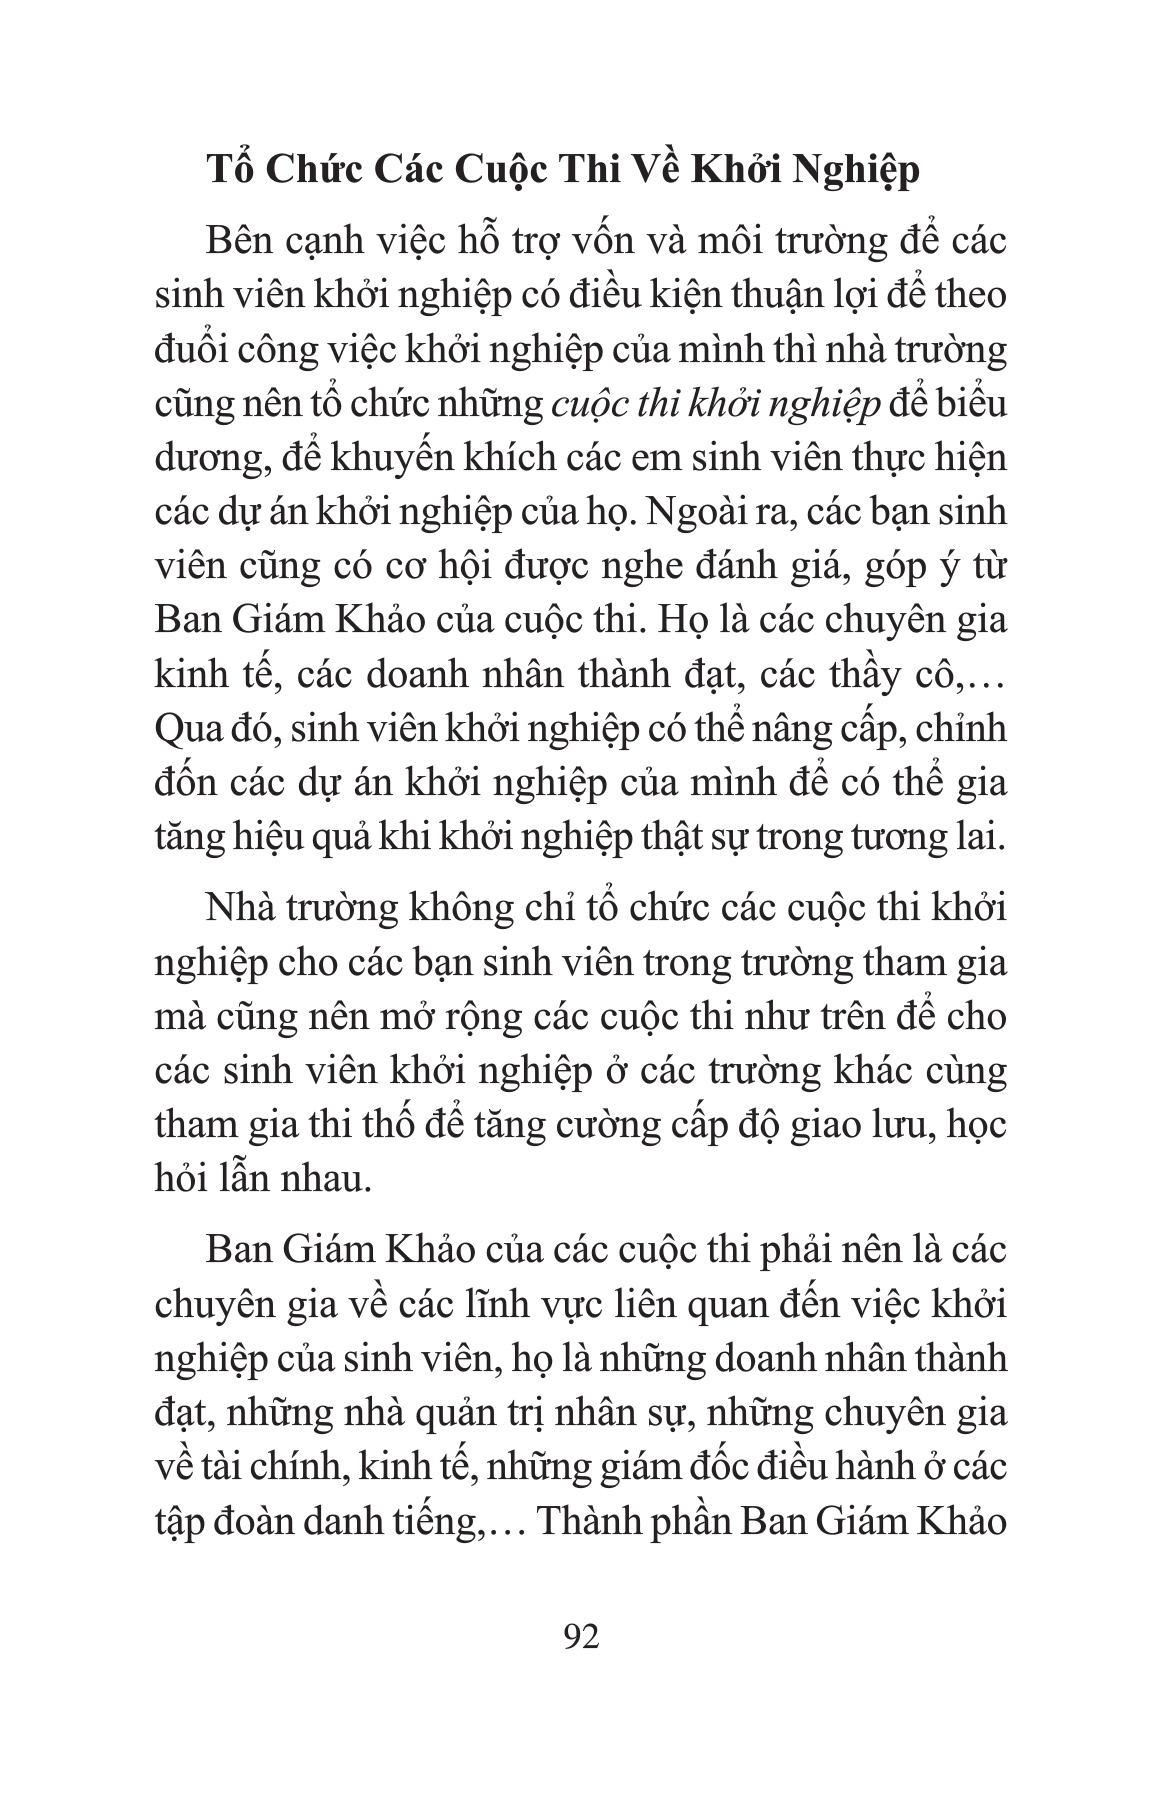 Tổ Chức Các Cuộc Thi Về Khởi Nghiệp
Bên cạnh việc hỗ trợ vốn và môi trường để các
sinh viên khởi nghiệp có điều kiện thuận lợi để theo
đuổi công việc khởi nghiệp của mình thì nhà trường
cũng nên tổ chức những cuộc thi khởi nghiệp để biểu
dương, để khuyến khích các em sinh viên thực hiện
các dự án khởi nghiệp của họ. Ngoài ra, các bạn sinh
viên cũng có cơ hội được nghe đánh giá, góp ý từ
Ban Giám Khảo của cuộc thi. Họ là các chuyên gia
kinh tế, các doanh nhân thành đạt, các thầy cô,…
Qua đó, sinh viên khởi nghiệp có thể nâng cấp, chỉnh
đốn các dự án khởi nghiệp của mình để có thể gia
tăng hiệu quả khi khởi nghiệp thật sự trong tương lai.
Nhà trường không chỉ tổ chức các cuộc thi khởi
nghiệp cho các bạn sinh viên trong trường tham gia
mà cũng nên mở rộng các cuộc thi như trên để cho
các sinh viên khởi nghiệp ở các trường khác cùng
tham gia thi thố để tăng cường cấp độ giao lưu, học
hỏi lẫn nhau.
Ban Giám Khảo của các cuộc thi phải nên là các
chuyên gia về các lĩnh vực liên quan đến việc khởi
nghiệp của sinh viên, họ là những doanh nhân thành
đạt, những nhà quản trị nhân sự, những chuyên gia
về tài chính, kinh tế, những giám đốc điều hành ở các
tập đoàn danh tiếng,… Thành phần Ban Giám Khảo
92